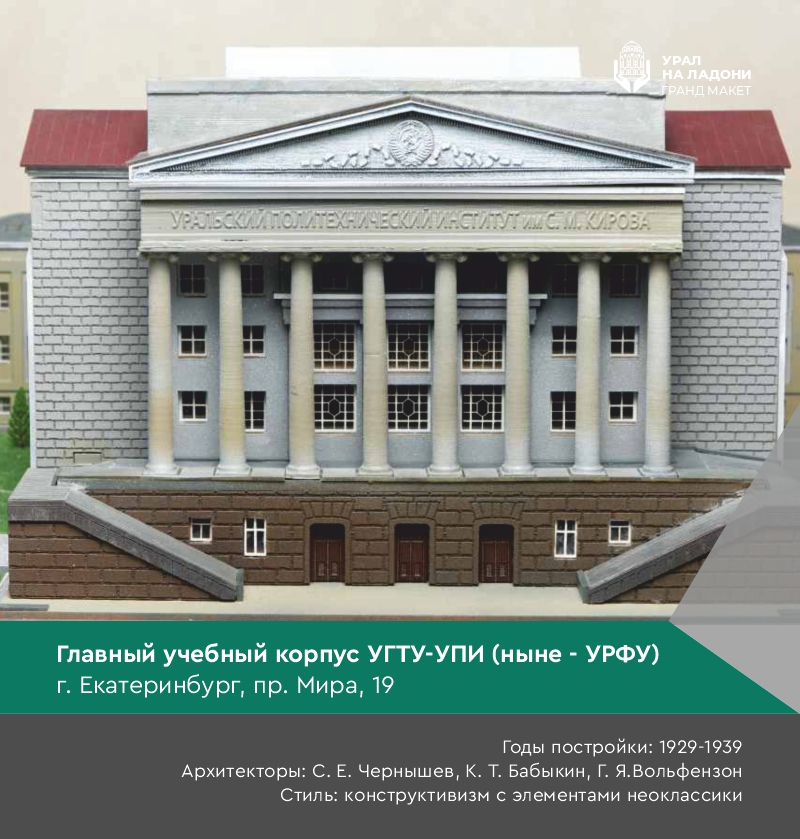 УРАЛ
НА ЛАДОНИ
ГРАНД МАКЕТ
УРАЛЬСКИЙ ПОЛИТЕХНИЧЕСКИЙ ИНСТИТУТ им С. М. КИРОВА
Главный учебный корпус УГТУ-УПИ (ныне - УРФУ)
г. Екатеринбург, пр. Мира, 19
Годы постройки: 1929-1939
Архитекторы: С. Е. Чернышев, К. Т. Бабыкин, Г. Я.Вольфензон
Стиль: конструктивизм с элементами неоклассики